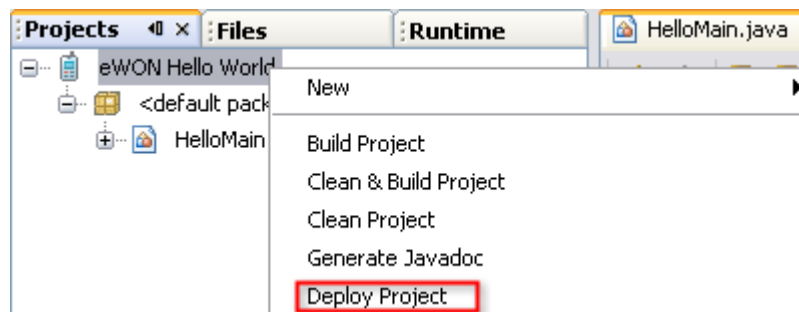 Projects Files Runtime HelloMain.java
eWON Hello World
New
<default pack
HelloMain
Build Project
Clean & Build Project
Clean Project
Generate Javadoc
Deploy Project